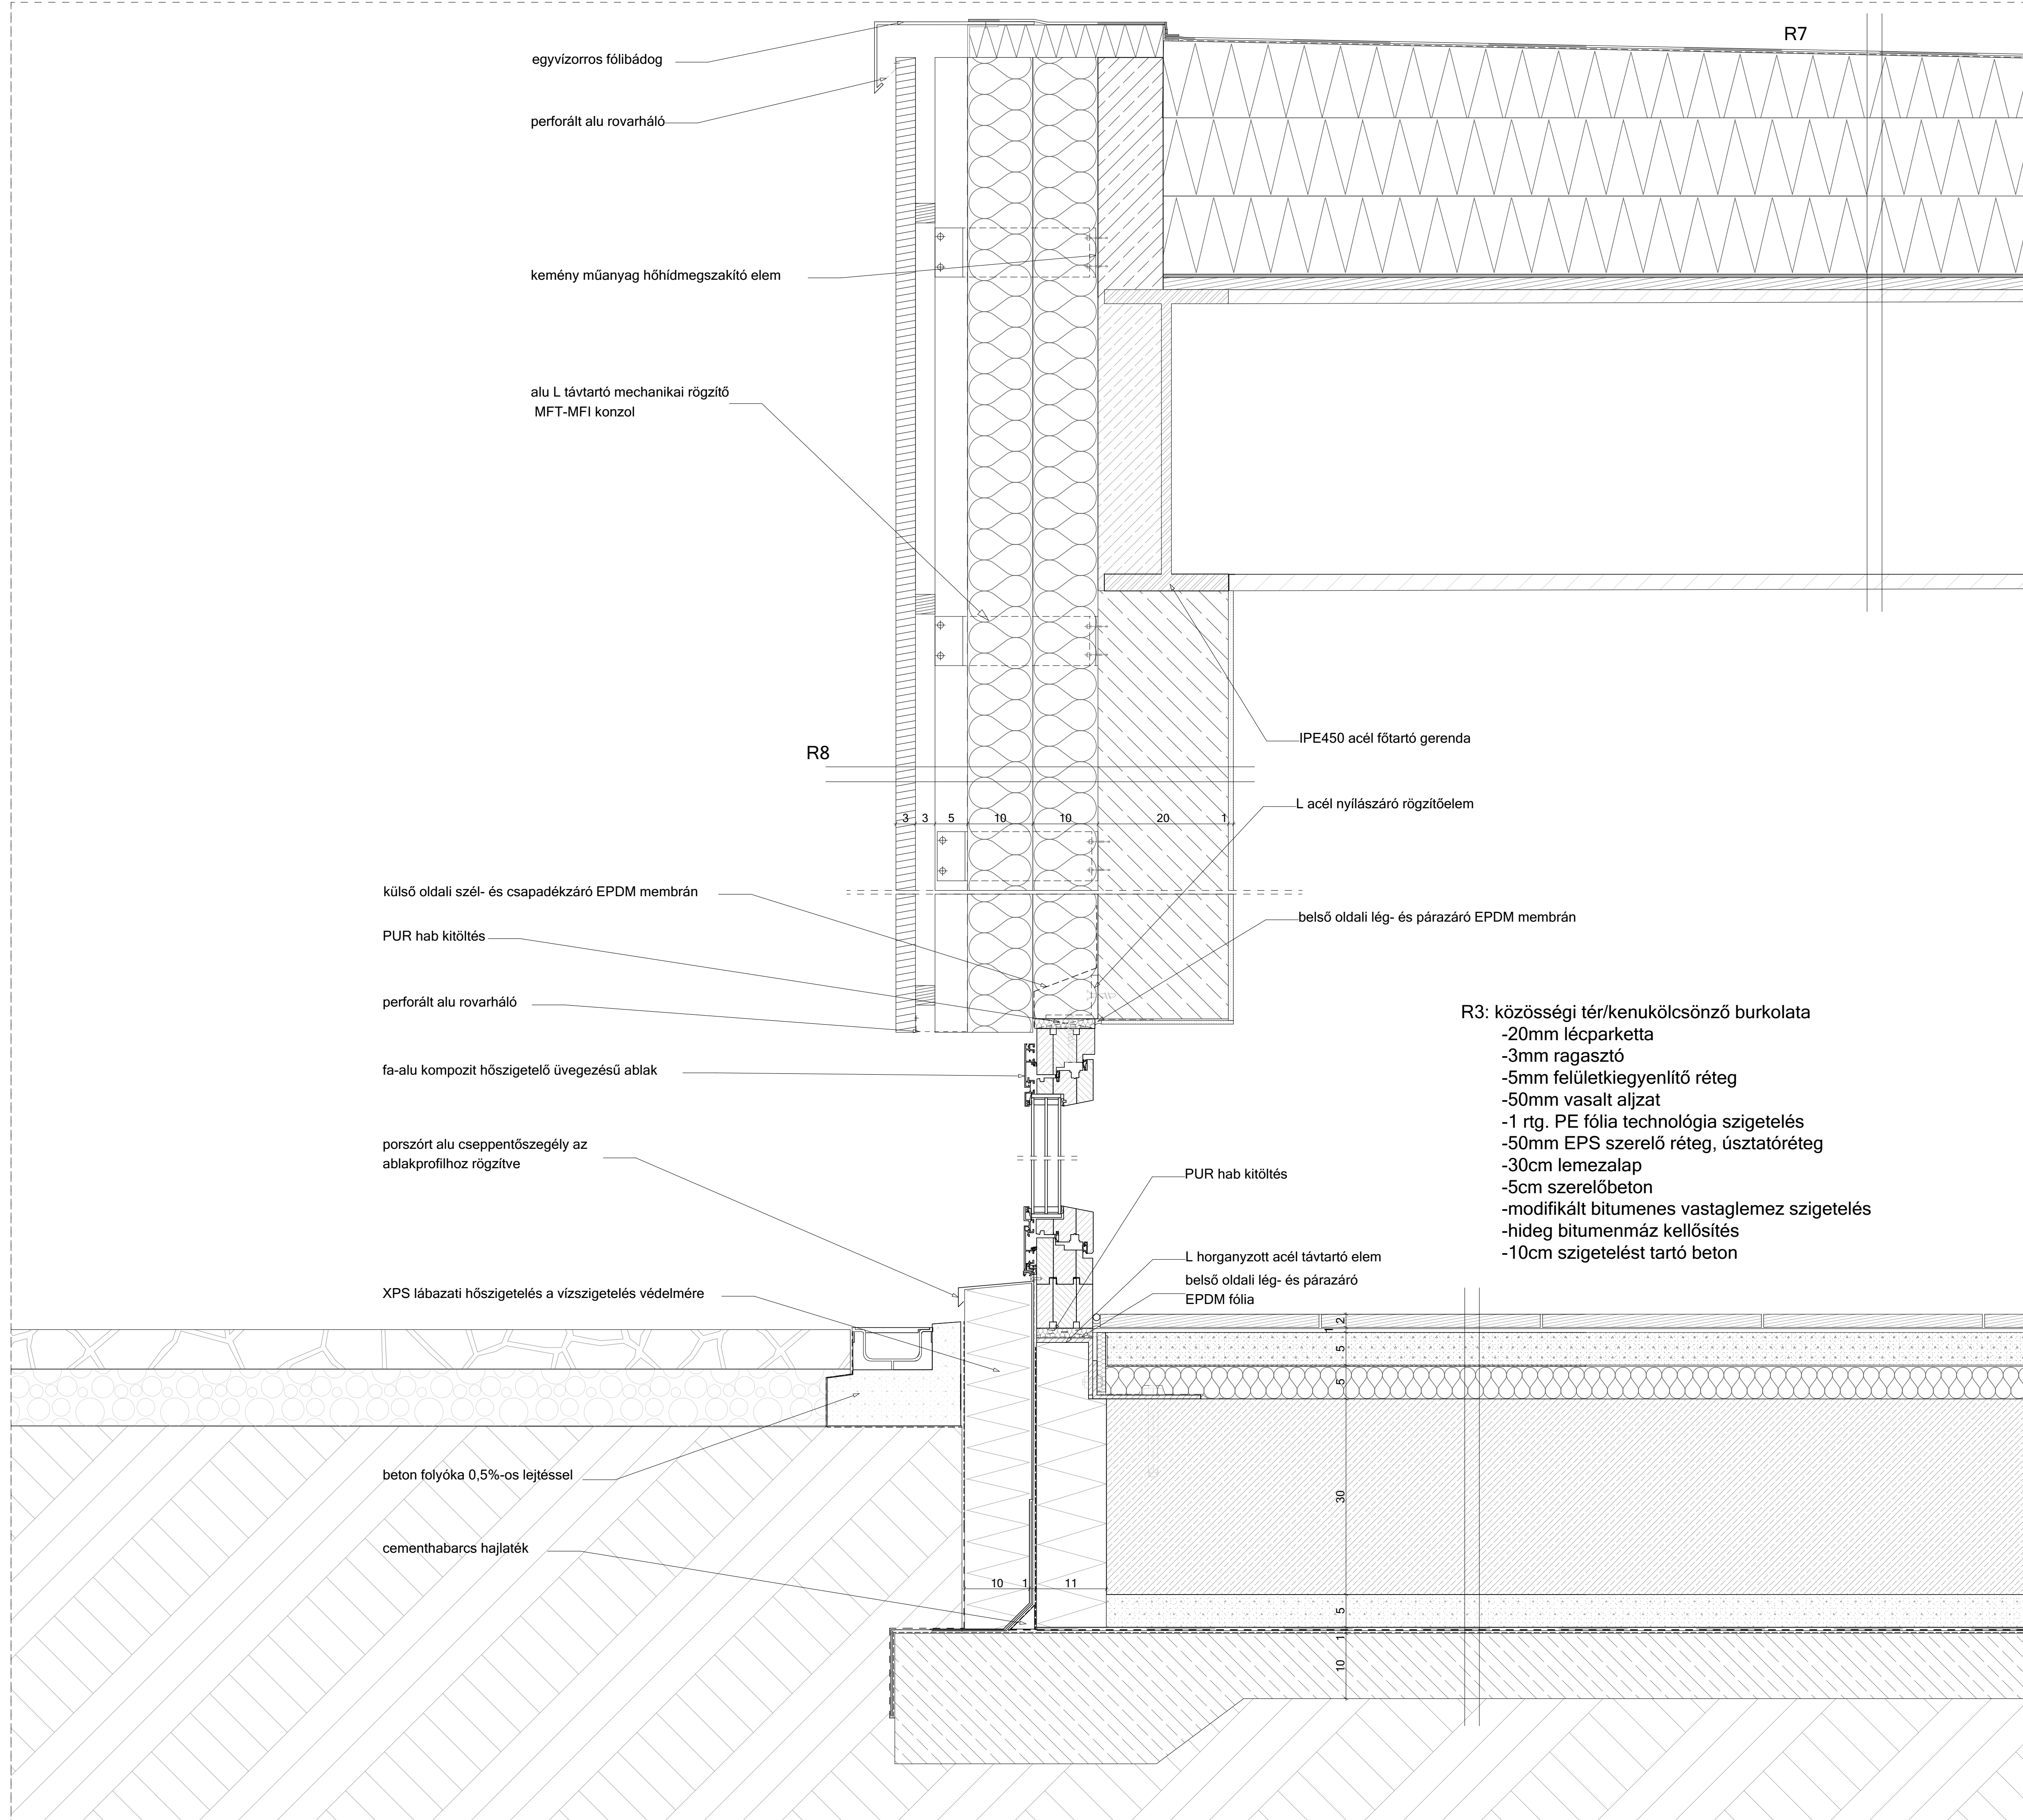 R7
egyvízorros fólibádog
perforált alu rovarháló
kemény műanyag hőhídmegszakító elem
alu L távtartó mechanikai rögzítő
MFT-MFI konzol
IPE450 acél főtartó gerenda
R8
L acél nyílászáró rögzítőelem
3 3 5 10 10 20 1
külső oldali szél- és csapadékzáró EPDM membrán
belső oldali lég- és párazáró EPDM membrán
PUR hab kitöltés
perforált alu rovarháló
R3: közösségi tér/kenukölcsönző burkolata
-20mm lécparketta
-3mm ragasztó
-5mm felületkiegyenlítő réteg
-50mm vasalt aljzat
-1 rtg. PE fólia technológia szigetelés
-50mm EPS szerelő réteg, úsztatóréteg
-30cm lemezalap
-5cm szerelőbeton
-modifikált bitumenes vastaglemez szigetelés
-hideg bitumenmáz kellősítés
-10cm szigetelést tartó beton
fa-alu kompozit hőszigetelő üvegezésű ablak
porszórt alu cseppentőszegély az
ablakprofilhoz rögzítve
PUR hab kitöltés
L horganyzott acél távtartó elem
belső oldali lég- és párazáró
EPDM fólia
XPS lábazati hőszigetelés a vízszigetelés védelmére
2
1
5
5
beton folyóka 0,5%-os lejtéssel
30
cementhabarcs hajlaték
10 1 11
5
1
10